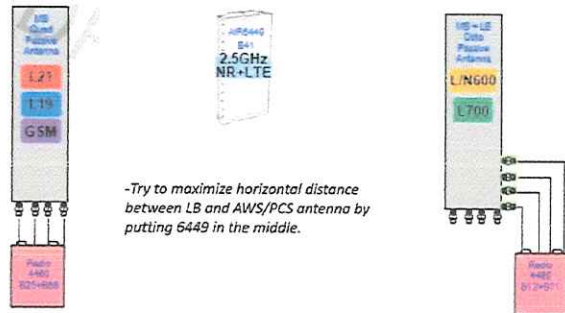 MB
Quad
Passive
Antenna
L21
L19
GSM
Radio
4460
B25+B66
AIR6449
B41
2.5GHz
NR+LTE
-Try to maximize horizontal distance
between LB and AWS/PCS antenna by
putting 6449 in the middle.
MB + LB
Octo
Passive
Antenna
L/N600
L700
Radio
4480
B12+B71